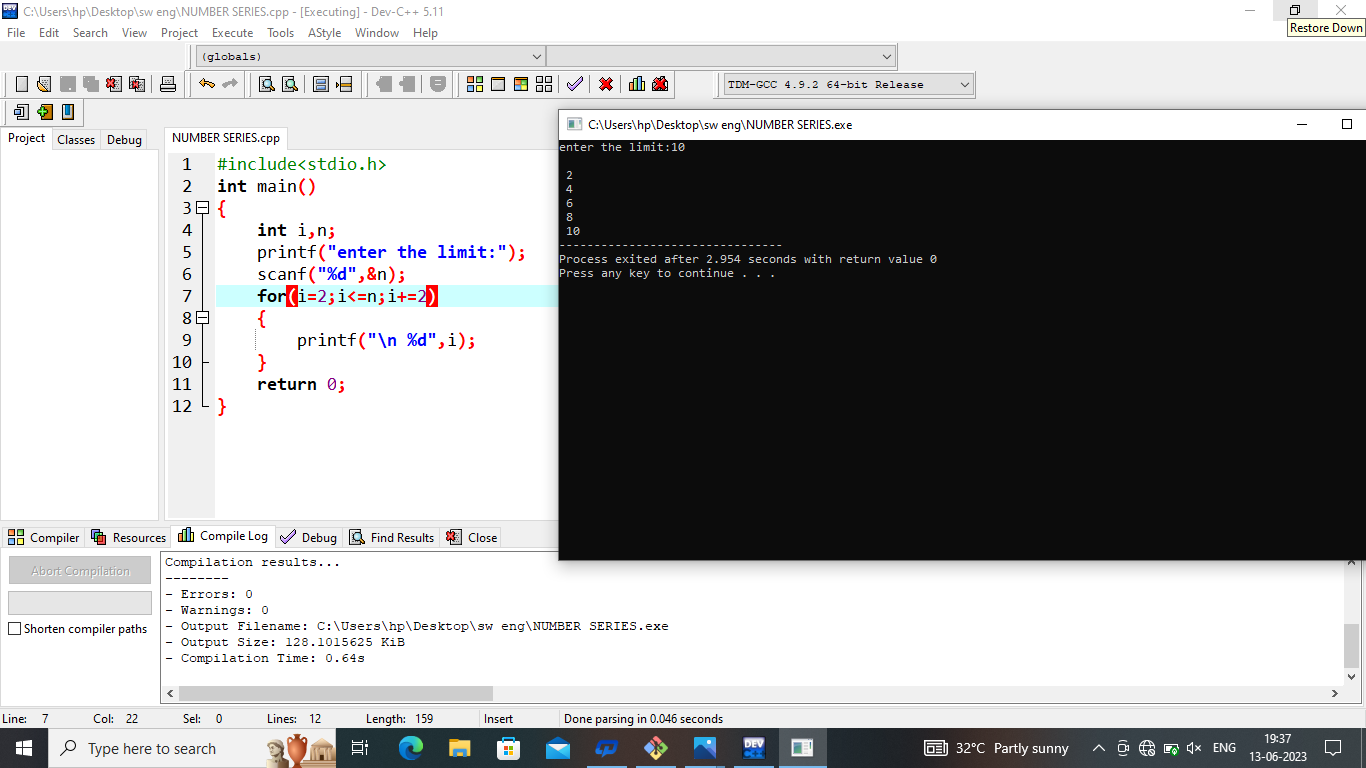 C:\Users\hp\Desktop\sw eng\NUMBER SERIES.cpp - [Executing] - Dev-C++ 5.11
Restore Down
File Edit Search View Project Execute Tools AStyle Window Help
(globals)
TDM-GCC 4.9.2 64-bit Release
Project Classes Debug
NUMBER SERIES.cpp
1 #include<stdio.h>
2 int main()
3 {
4 int i,n;
5 printf("enter the limit:");
6 scanf("%d",&n);
7 for(i=2;i<=n;i+=2)
8 {
9 printf("\n %d",i);
10 }
11 return 0;
12 }
C:\Users\hp\Desktop\sw eng\NUMBER SERIES.exe
enter the limit:10
2
4
6
8
10
--------------------------------
Process exited after 2.954 seconds with return value 0
Press any key to continue . . .
Compiler Resources Compile Log Debug Find Results Close
Abort Compilation
Shorten compiler paths
Compilation results...
--------
- Errors: 0
- Warnings: 0
- Output Filename: C:\Users\hp\Desktop\sw eng\NUMBER SERIES.exe
- Output Size: 128.1015625 KiB
- Compilation Time: 0.64s
Line: 7 Col: 22 Sel: 0 Lines: 12 Length: 159 Insert Done parsing in 0.046 seconds
Type here to search
DEV
32°C Partly sunny
ENG
19:37
13-06-2023